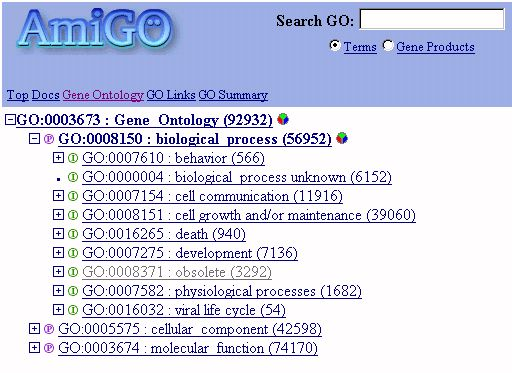 AmiGO
Search GO:
Terms Gene Products
Top Docs Gene Ontology GO Links GO Summary
GO:0003673 : Gene_Ontology (92932)
GO:0008150 : biological_process (56952)
GO:0007610 : behavior (566)
GO:0000004 : biological_process unknown (6152)
GO:0007154 : cell communication (11916)
GO:0008151 : cell growth and/or maintenance (39060)
GO:0016265 : death (940)
GO:0007275 : development (7136)
GO:0008371 : obsolete (3292)
GO:0007582 : physiological processes (1682)
GO:0016032 : viral life cycle (54)
GO:0005575 : cellular_component (42598)
GO:0003674 : molecular_function (74170)